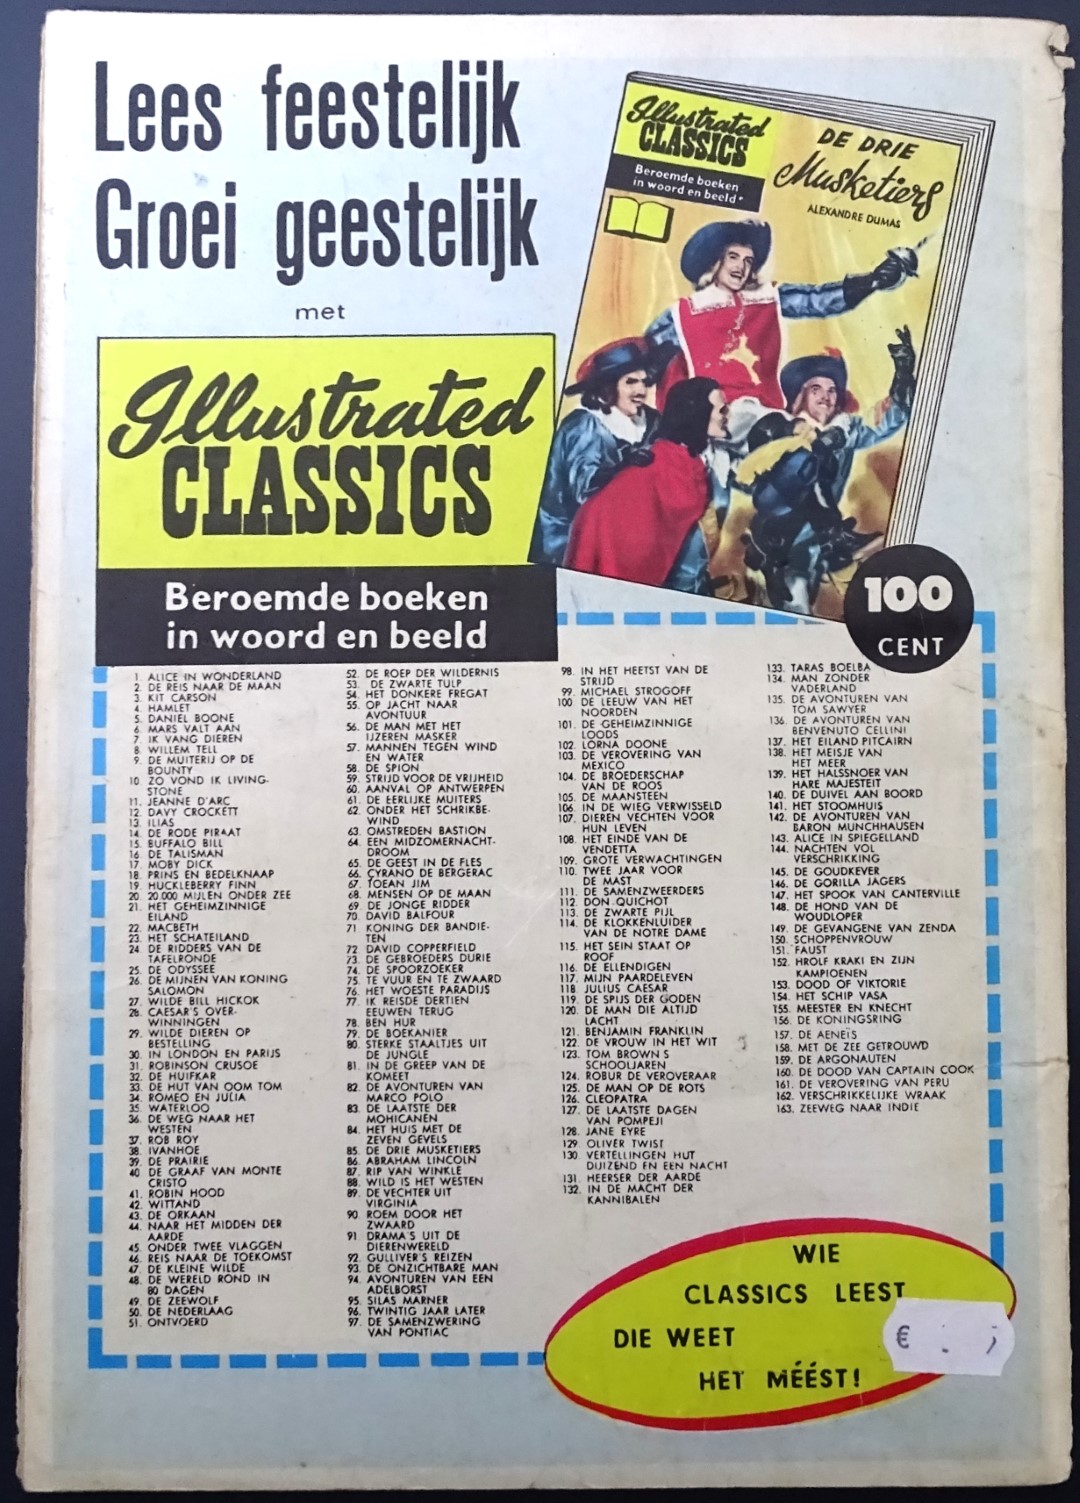 Lees feestelijk
Groei geestelijk
met
Illustrated
CLASSICS
Beroemde boeken
in woord en beeld
Illustrated
CLASSICS
Beroemde boeken
in woord en beeld
DE DRIE
Musketiers
ALEXANDRE DUMAS
100
CENT
1. ALICE IN WONDERLAND
2. DE REIS NAAR DE MAAN
3. KIT CARSON
4. HAMLET
5. DANIEL BOONE
6. MARS VALT AAN
7. IK VANG DIEREN
8. WILLEM TELL
9. DE MUITERIJ OP DE
BOUNTY
10. ZO VOND IK LIVING-
STONE
11. JEANNE D'ARC
12. DAVY CROCKETT
13. ILIAS
14. DE RODE PIRAAT
15. BUFFALO BILL
16. DE TALISMAN
17. MOBY DICK
18. PRINS EN BEDELKNAAP
19. HUCKLEBERRY FINN
20. 20.000 MIJLEN ONDER ZEE
21. HET GEHEIMZINNIGE
EILAND
22. MACBETH
23. HET SCHATEILAND
24. DE RIDDERS VAN DE
TAFELRONDE
25. DE ODYSSEE
26. DE MIJNEN VAN KONING
SALOMON
27. WILDE BILL HICKOK
28. CAESAR'S OVER-
WINNINGEN
29. WILDE DIEREN OP
BESTELLING
30. IN LONDON EN PARIJS
31. ROBINSON CRUSOE
32. DE HUIFKAR
33. DE HUT VAN OOM TOM
34. ROMEO EN JULIA
35. WATERLOO
36. DE WEG NAAR HET
WESTEN
37. ROB ROY
38. IVANHOE
39. DE PRAIRIE
40 DE GRAAF VAN MONTE
CRISTO
41. ROBIN HOOD
42. WITTAND
43. DE ORKAAN
44. NAAR HET MIDDEN DER
AARDE
45. ONDER TWEE VLAGGEN
46. REIS NAAR DE TOEKOMST
47. DE KLEINE WILDE
48. DE WERELD ROND IN
80 DAGEN
49. DE ZEEWOLF
50. DE NEDERLAAG
51. ONTVOERD
52. DE ROEP DER WILDERNIS
53. DE ZWARTE TULP
54. HET DONKERE FREGAT
55. OP JACHT NAAR
AVONTUUR
56. DE MAN MET HET
IJZEREN MASKER
57. MANNEN TEGEN WIND
EN WATER
58. DE SPION
59. STRIJD VOOR DE VRIJHEID
60. AANVAL OP ANTWERPEN
61. DE EERLIJKE MUITERS
62. ONDER HET SCHRIKBE-
WIND
63. OMSTREDEN BASTION
64. EEN MIDZOMERNACHT-
DROOM
65. DE GEEST IN DE FLES
66. CYRANO DE BERGERAC
67. TOEAN JIM
68. MENSEN OP DE MAAN
69. DE JONGE RIDDER
70. DAVID BALFOUR
71 KONING DER BANDIE-
TEN
72 DAVID COPPERFIELD
73. DE GEBROEDERS DURIE
74. DE SPOORZOEKER
75. TE VUUR EN TE ZWAARD
76. HET WOESTE PARADIJS
77. IK REISDE DERTIEN
EEUWEN TERUG
78. BEN HUR
79. DE BOEKANIER
80. STERKE STAALTJES UIT
DE JUNGLE
81. IN DE GREEP VAN DE
KOMEET
82. DE AVONTUREN VAN
MARCO POLO
83. DE LAATSTE DER
MOHICANEN
84. HET HUIS MET DE
ZEVEN GEVELS
85. DE DRIE MUSKETIERS
86. ABRAHAM LINCOLN
87. RIP VAN WINKLE
88. WILD IS HET WESTEN
89. DE VECHTER UIT
VIRGINIA
90. ROEM DOOR HET
ZWAARD
91. DRAMA'S UIT DE
DIERENWERELD
92. GULLIVER'S REIZEN
93. DE ONZICHTBARE MAN
94. AVONTUREN VAN EEN
ADELBORST
95. SILAS MARNER
96. TWINTIG JAAR LATER
97. DE SAMENZWERING
VAN PONTIAC
98. IN HET HEETST VAN DE
STRIJD
99. MICHAEL STROGOFF
100 DE LEEUW VAN HET
NOORDEN
101. DE GEHEIMZINNIGE
LOODS
102. LORNA DOONE
103. DE VEROVERING VAN
MEXICO
104. DE BROEDERSCHAP
VAN DE ROOS
105. DE MAANSTEEN
106. IN DE WIEG VERWISSELD
107. DIEREN VECHTEN VOOR
HUN LEVEN
108. HET EINDE VAN DE
VENDETTA
109. GROTE VERWACHTINGEN
110. TWEE JAAR VOOR
DE MAST
111. DE SAMENZWEERDERS
112. DON QUICHOT
113. DE ZWARTE PIJL
114. DE KLOKKENLUIDER
VAN DE NOTRE DAME
115. HET SEIN STAAT OP
ROOF
116. DE ELLENDIGEN
117. MIJN PAARDELEVEN
118. JULIUS CAESAR
119. DE SPIJS DER GODEN
120. DE MAN DIE ALTIJD
LACHT
121. BENJAMIN FRANKLIN
122. DE VROUW IN HET WIT
123. TOM BROWN S
SCHOOLJAREN
124. ROBUR DE VEROVERAAR
125. DE MAN OP DE ROTS
126. CLEOPATRA
127. DE LAATSTE DAGEN
VAN POMPEJI
128. JANE EYRE
129 OLIVER TWIST
130. VERTELLINGEN HUT
DUIZEND EN EEN NACHT
131. HEERSER DER AARDE
132. IN DE MACHT DER
KANNIBALEN
133. TARAS BOELBA
134. MAN ZONDER
VADERLAND
135. DE AVONTUREN VAN
TOM SAWYER
136. DE AVONTUREN VAN
BENVENUTO CELLINI
137. HET EILAND PITCAIRN
138. HET MEISJE VAN
HET MEER
139. HET HALSSNOER VAN
HARE MAJESTEIT
140. DE DUIVEL AAN BOORD
141. HET STOOMHUIS
142. DE AVONTUREN VAN
BARON MUNCHHAUSEN
143. ALICE IN SPIEGELLAND
144. NACHTEN VOL
VERSCHRIKKING
145. DE GOUDKEVER
146. DE GORILLA JAGERS
147. HET SPOOK VAN CANTERVILLE
148. DE HOND VAN DE
WOUDLOPER
149. DE GEVANGENE VAN ZENDA
150. SCHOPPENVROUW
151. FAUST
152. HROLF KRAKI EN ZIJN
KAMPIOENEN
153. DOOD OF VIKTORIE
154. HET SCHIP VASA
155. MEESTER EN KNECHT
156. DE KONINGSRING
157. DE AENEÏS
158. MET DE ZEE GETROUWD
159. DE ARGONAUTEN
160. DE DOOD VAN CAPTAIN COOK
161. DE VEROVERING VAN PERU
162. VERSCHRIKKELIJKE WRAAK
163. ZEEWEG NAAR INDIE
WIE
CLASSICS LEEST
DIE WEET
HET MÉÉST!
€